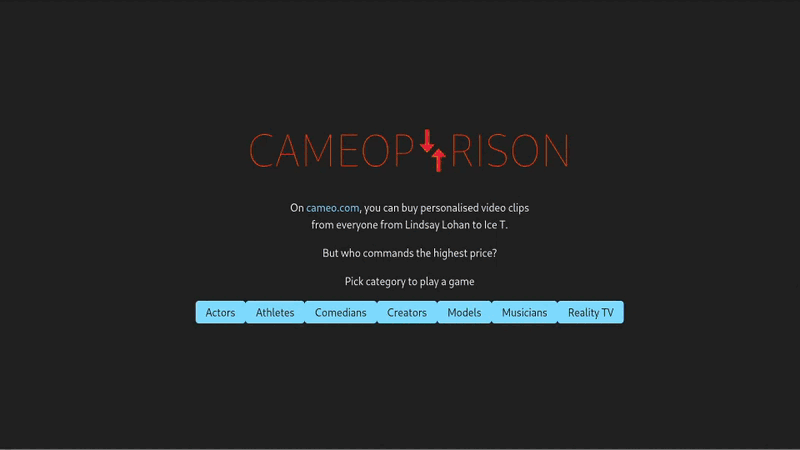 CAMEOP RISON
On cameo.com, you can buy personalised video clips
from everyone from Lindsay Lohan to Ice T.
But who commands the highest price?
Pick category to play a game
Actors Athletes Comedians Creators Models Musicians Reality TV